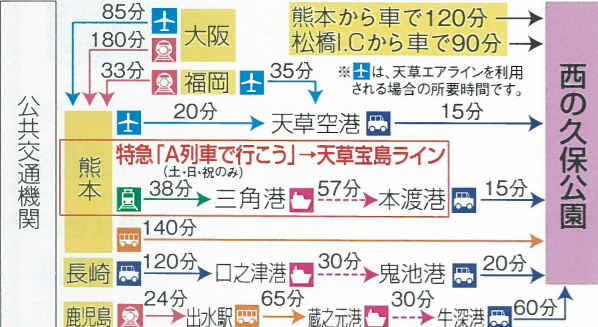 公共交通機関
85分
180分
33分
大阪
福岡
35分
熊本から車で120分
松橋I.Cから車で90分
※は、天草エアラインを利用
される場合の所要時間です。
熊本
20分
天草空港
15分
特急「A列車で行こう」→天草宝島ライン
(土・日・祝のみ)
38分
三角港
57分
本渡港
15分
140分
長崎
120分
口之津港
30分
鬼池港
20分
鹿児島
24分
出水駅
65分
蔵之元港
30分
牛深港
60分
西の久保公園